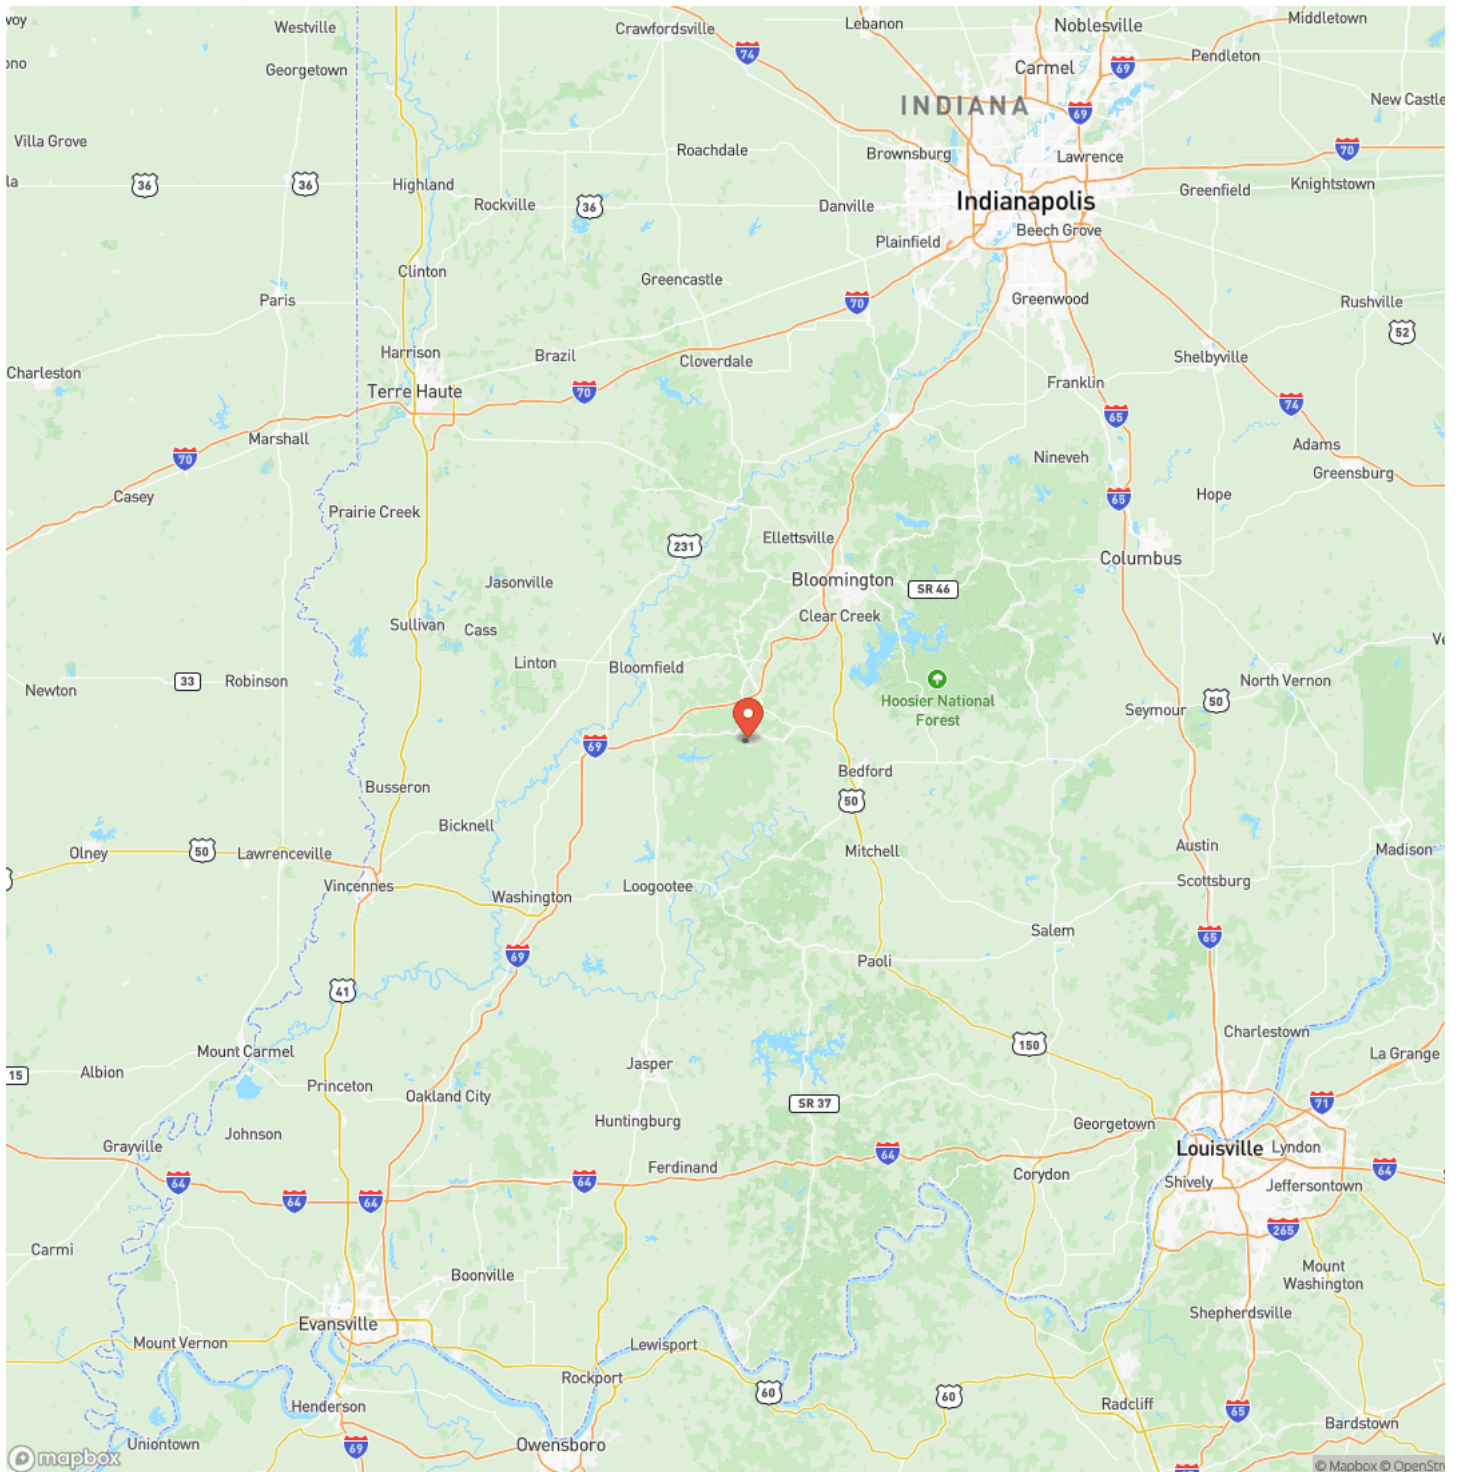 voy
Westville
Crawfordsville
Lebanon
Noblesville
Middletown
ono
Georgetown
74
Carmel
69
Pendleton
INDIANA
69
New Castle
Villa Grove
Roachdale
Brownsburg
Lawrence
70
la
36
36
Highland
Rockville
36
Danville
Indianapolis
Greenfield
Knightstown
Plainfield
Beech Grove
Clinton
Greencastle
Paris
70
Greenwood
Rushville
52
Charleston
Harrison
Brazil
Cloverdale
Shelbyville
Terre Haute
70
Franklin
65
74
Marshall
70
Nineveh
Adams
Greensburg
Casey
65
Hope
Prairie Creek
231
Ellettsville
Columbus
Jasonville
Bloomington
SR 46
Clear Creek
Sullivan
Cass
Linton
Bloomfield
Ve
Newton
33
Robinson
Hoosier National
Forest
North Vernon
Seymour
50
69
Bedford
Busseron
50
Bicknell
Olney
50
Lawrenceville
Mitchell
Austin
Madison
Vincennes
Washington
Loogootee
Scottsburg
69
Salem
65
Paoli
41
Charlestown
Mount Carmel
150
La Grange
15
Albion
Princeton
Oakland City
Jasper
SR 37
71
Johnson
Huntingburg
Georgetown
Grayville
64
64
64
64
Ferdinand
64
Corydon
Louisville
Lyndon
64
Shively
Jeffersontown
265
Carmi
Boonville
Mount
Washington
Evansville
Shepherdsville
Mount Vernon
Lewisport
Rockport
60
60
Henderson
Radcliff
65
Bardstown
Uniontown
69
Owensboro
mapbox
© Mapbox © OpenStre